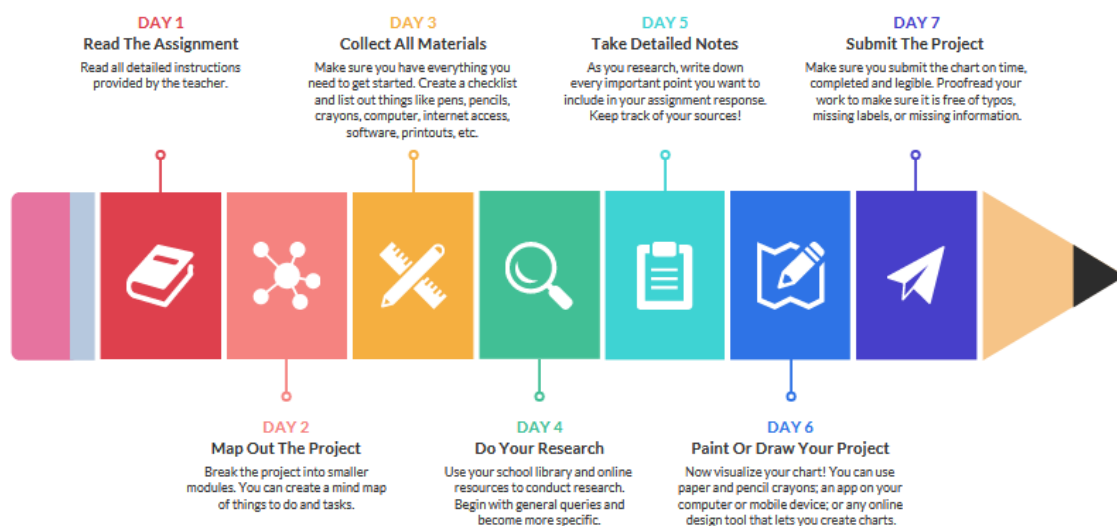 DAY 1
Read The Assignment
Read all detailed instructions
provided by the teacher.
DAY 2
Map Out The Project
Break the project into smaller
modules. You can create a mind map
of things to do and tasks.
DAY 3
Collect All Materials
Make sure you have everything you
need to get started. Create a checklist
and list out things like pens, pencils,
crayons, computer, internet access,
software, printouts, etc.
DAY 4
Do Your Research
Use your school library and online
resources to conduct research.
Begin with general queries and
become more specific.
DAY 5
Take Detailed Notes
As you research, write down
every important point you want to
include in your assignment response.
Keep track of your sources!
DAY 6
Paint Or Draw Your Project
Now visualize your chart! You can use
paper and pencil crayons; an app on your
computer or mobile device; or any online
design tool that lets you create charts.
DAY 7
Submit The Project
Make sure you submit the chart on time,
completed and legible. Proofread your
work to make sure it is free of typos,
missing labels, or missing information.